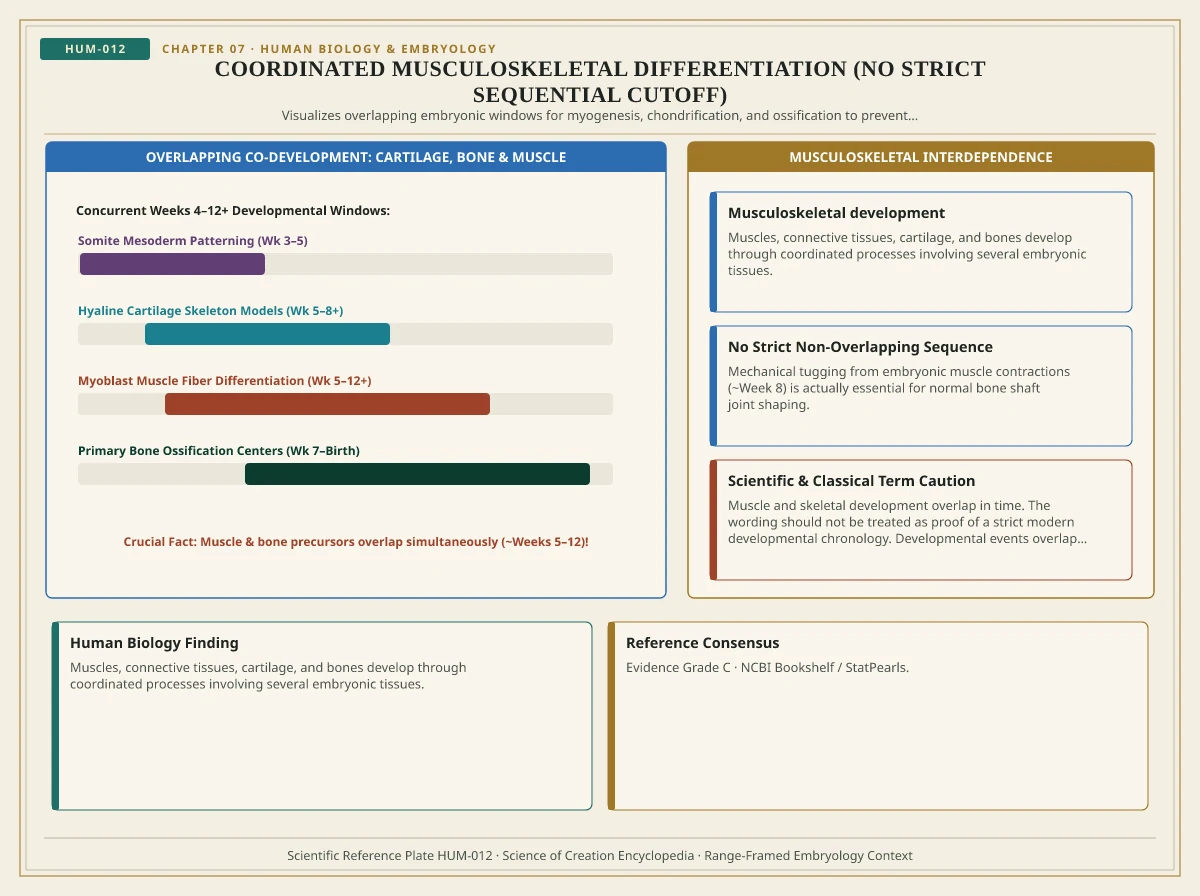 HUM-012
CHAPTER 07 · HUMAN BIOLOGY & EMBRYOLOGY
COORDINATED MUSCULOSKELETAL DIFFERENTIATION (NO STRICT
SEQUENTIAL CUTOFF)
Visualizes overlapping embryonic windows for myogenesis, chondrification, and ossification to prevent...
OVERLAPPING CO-DEVELOPMENT: CARTILAGE, BONE & MUSCLE
Concurrent Weeks 4–12+ Developmental Windows:
Somite Mesoderm Patterning (Wk 3–5)
Hyaline Cartilage Skeleton Models (Wk 5–8+)
Myoblast Muscle Fiber Differentiation (Wk 5–12+)
Primary Bone Ossification Centers (Wk 7–Birth)
Crucial Fact: Muscle & bone precursors overlap simultaneously (~Weeks 5–12)!
MUSCULOSKELETAL INTERDEPENDENCE
Musculoskeletal development
Muscles, connective tissues, cartilage, and bones develop
through coordinated processes involving several embryonic
tissues.
No Strict Non-Overlapping Sequence
Mechanical tugging from embryonic muscle contractions
(~Week 8) is actually essential for normal bone shaft
joint shaping.
Scientific & Classical Term Caution
Muscle and skeletal development overlap in time. The
wording should not be treated as proof of a strict modern
developmental chronology. Developmental events overlap...
Human Biology Finding
Muscles, connective tissues, cartilage, and bones develop through
coordinated processes involving several embryonic tissues.
Reference Consensus
Evidence Grade C · NCBI Bookshelf / StatPearls.
Scientific Reference Plate HUM-012 · Science of Creation Encyclopedia · Range-Framed Embryology Context